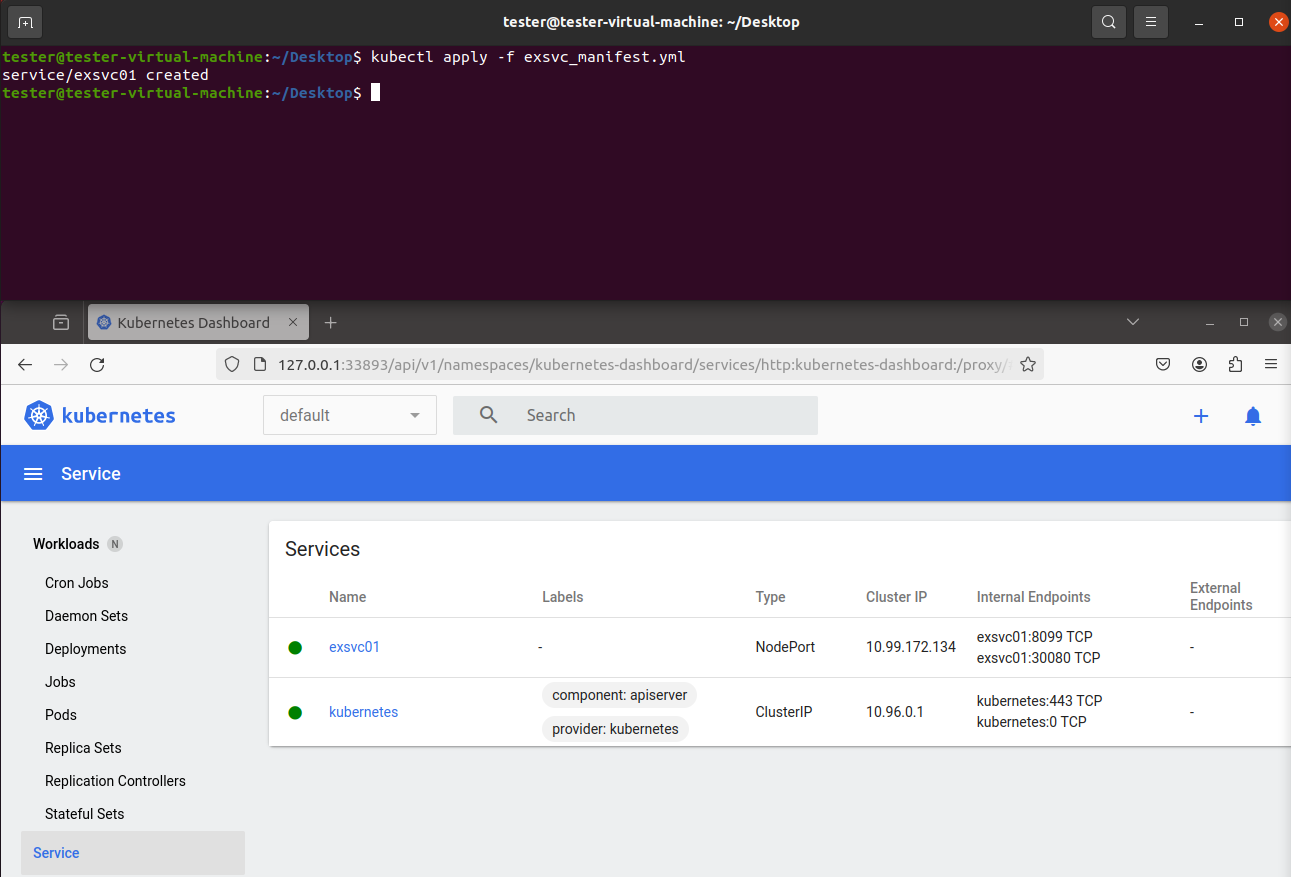 tester@tester-virtual-machine: ~/Desktop
tester@tester-virtual-machine:~/Desktop$ kubectl apply -f exsvc_manifest.yml
service/exsvc01 created
tester@tester-virtual-machine:~/Desktop$
Kubernetes Dashboard
127.0.0.1:33893/api/v1/namespaces/kubernetes-dashboard/services/http:kubernetes-dashboard:/proxy/
kubernetes
default
Search
Service
Workloads N
Cron Jobs
Daemon Sets
Deployments
Jobs
Pods
Replica Sets
Replication Controllers
Stateful Sets
Service
Services
Name Labels Type Cluster IP Internal Endpoints External Endpoints
exsvc01 - NodePort 10.99.172.134 exsvc01:8099 TCP -
exsvc01:30080 TCP
kubernetes component: apiserver ClusterIP 10.96.0.1 kubernetes:443 TCP -
provider: kubernetes kubernetes:0 TCP